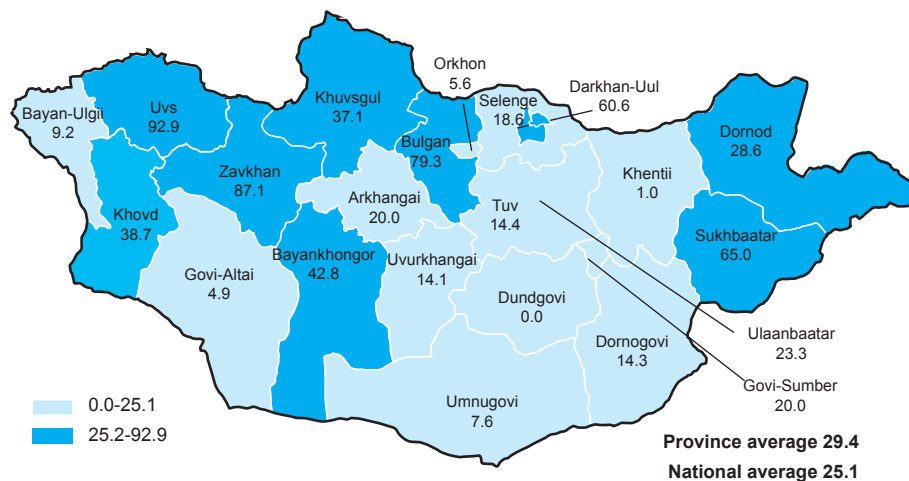 Orkhon
5.6
Darkhan-Uul
60.6
Selenge
18.6
Khuvsgul
37.1
Uvs
92.9
Bayan-Ulgii
9.2
Bulgan
79.3
Dornod
28.6
Khentii
1.0
Zavkhan
87.1
Arkhangai
20.0
Tuv
14.4
Khovd
38.7
Sukhbaatar
65.0
Bayankhongor
42.8
Uvurkhangai
14.1
Govi-Altai
4.9
Dundgovi
0.0
Ulaanbaatar
23.3
Dornogovi
14.3
Govi-Sumber
20.0
Umnugovi
7.6
0.0-25.1
25.2-92.9
Province average 29.4
National average 25.1